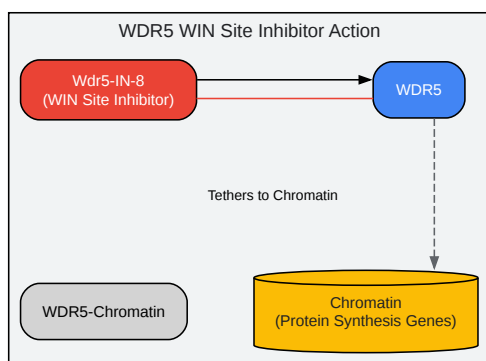 WDR5 WIN Site Inhibitor Action
Wdr5-IN-8
(WIN Site Inhibitor)
WDR5
Tethers to Chromatin
WDR5-Chromatin
Chromatin
(Protein Synthesis Genes)